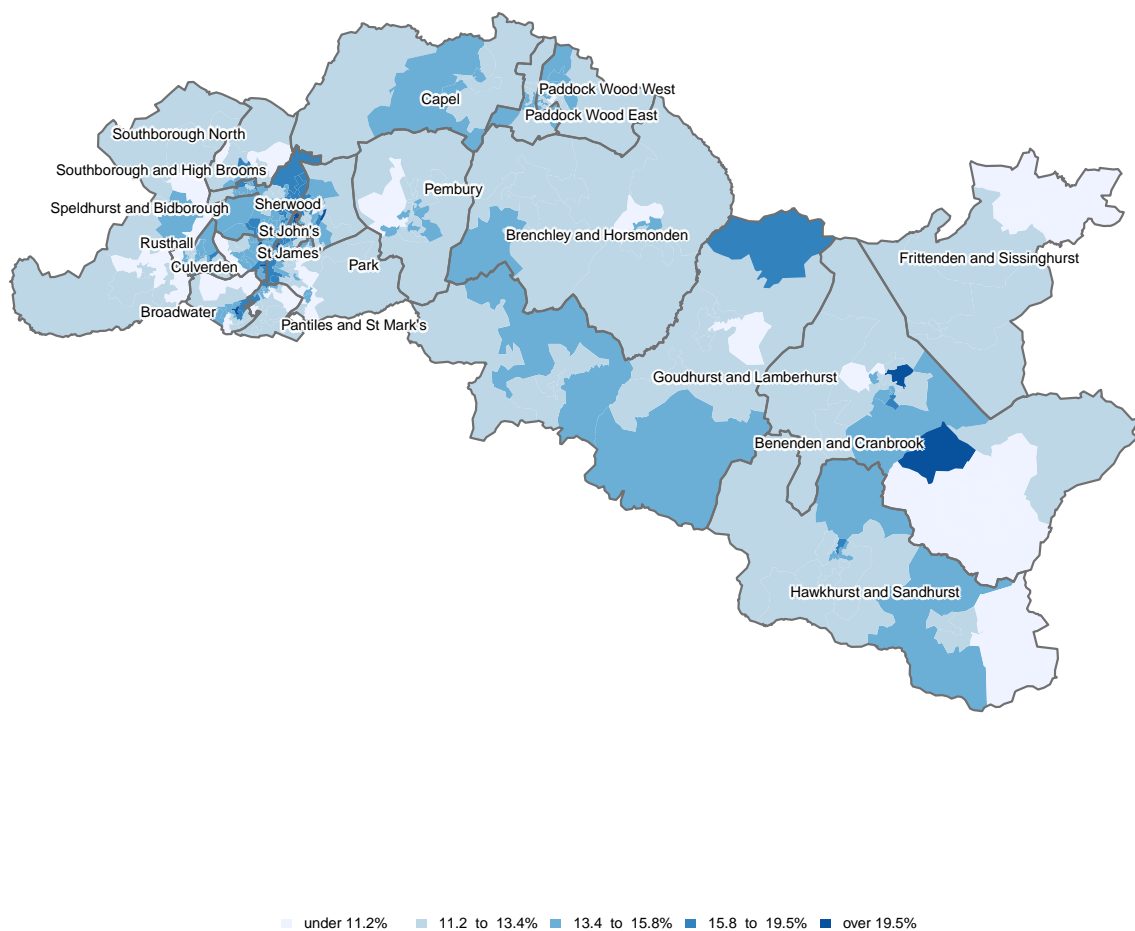 Paddock Wood West
Capel
Paddock Wood East
Southborough North
Southborough and High Brooms
Pembury
Sherwood
Speldhurst and Bidborough
St John's
Brenchley and Horsmonden
Rusthall
St James'
Frittenden and Sissinghurst
Culverden
Park
Broadwater
Pantiles and St Mark's
Goudhurst and Lamberhurst
Benenden and Cranbrook
Hawkhurst and Sandhurst
under 11.2% 11.2 to 13.4% 13.4 to 15.8% 15.8 to 19.5% over 19.5%